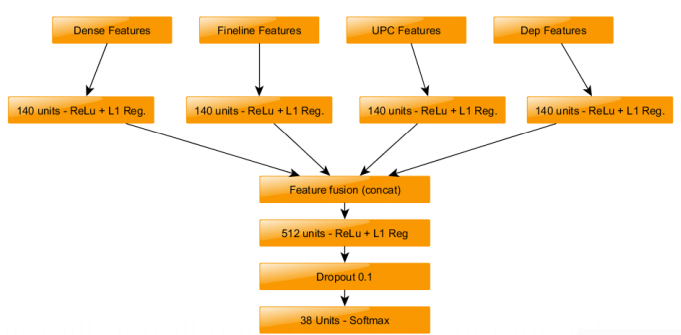 Dense Features
Fineline Features
UPC Features
Dep Features
140 units - ReLu + L1 Reg.
140 units - ReLu + L1 Reg.
140 units - ReLu + L1 Reg.
140 units - ReLu + L1 Reg.
Feature fusion (concat)
512 units - ReLu + L1 Reg
Dropout 0.1
38 Units - Softmax